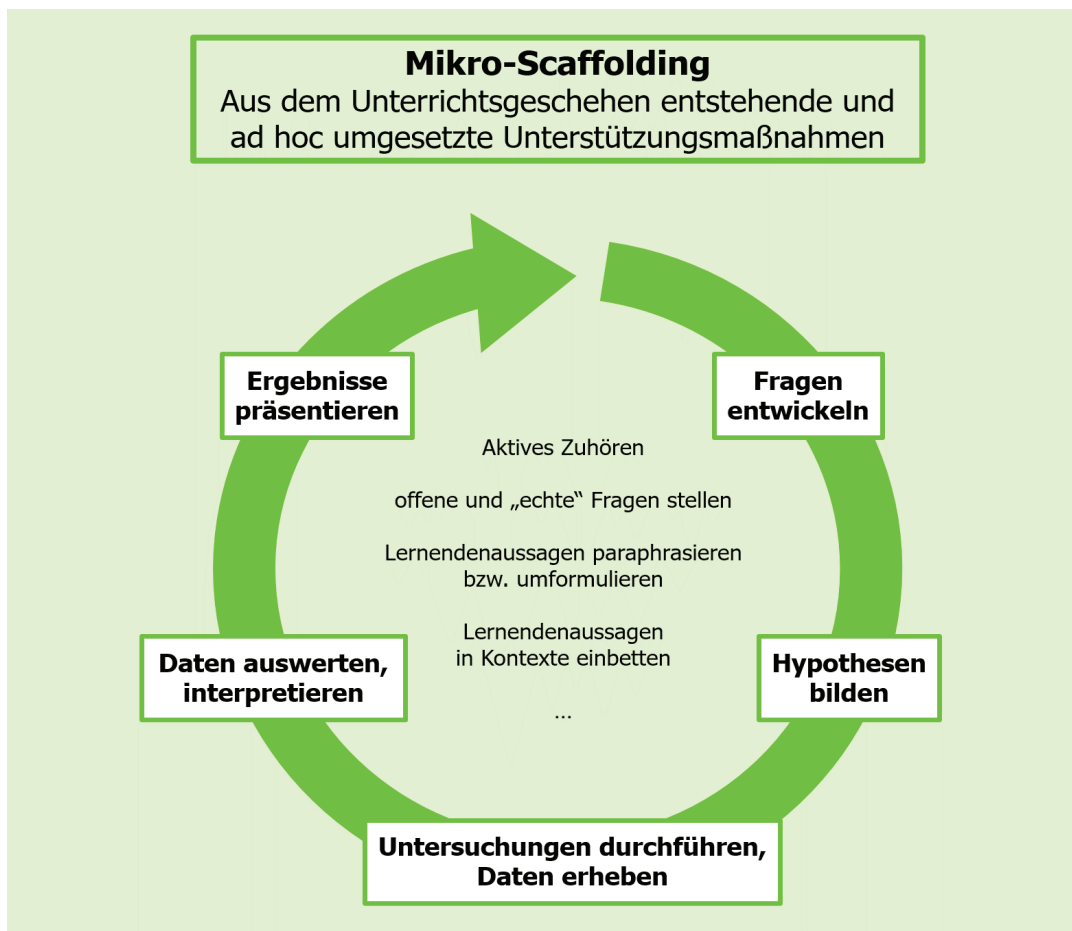 Mikro-Scaffolding
Aus dem Unterrichtsgeschehen entstehende und
ad hoc umgesetzte Unterstützungsmaßnahmen
Ergebnisse
präsentieren
Fragen
entwickeln
Aktives Zuhören
offene und „echte“ Fragen stellen
Lernendenaussagen paraphrasieren
bzw. umformulieren
Lernendenaussagen
in Kontexte einbetten
...
Daten auswerten,
interpretieren
Hypothesen
bilden
Untersuchungen durchführen,
Daten erheben